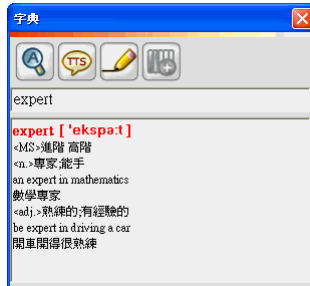 字典
TTS
expert
expert [ 'ekspa:t ]
<MS>進階 高階
<n.>專家;能手
an expert in mathematics
數學專家
<adj.>熟練的;有經驗的
be expert in driving a car
開車開得很熟練